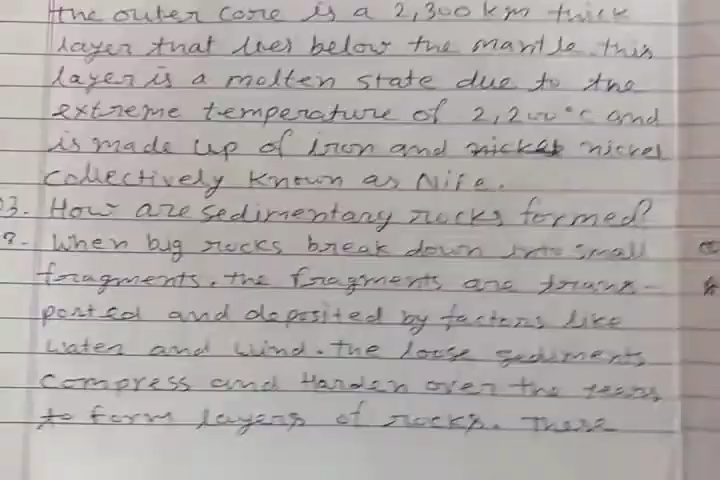 the outer core is a 2,300 km thick
layer that lies below the mantle. this
layer is a molten state due to the
extreme temperature of 2,200°c and
is made up of iron and nickel
collectively known as Nife.
03. How are sedimentary rocks formed?
?. When big rocks break down into small
fragments. the fragments are trans-
ported and deposited by factors like
water and wind. the loose sediments
compress and Harden over the years
to form layers of rocks. These